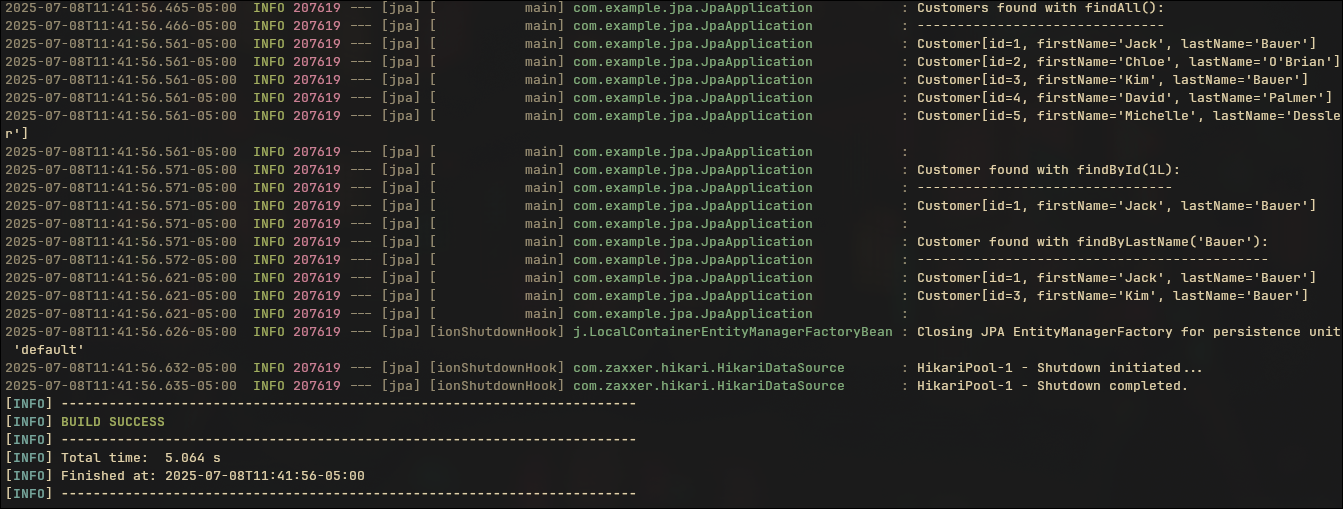 2025-07-08T11:41:56.465-05:00  INFO 207619 --- [jpa] [           main] com.example.jpa.JpaApplication           : Customers found with findAll():
2025-07-08T11:41:56.466-05:00  INFO 207619 --- [jpa] [           main] com.example.jpa.JpaApplication           : -------------------------------
2025-07-08T11:41:56.561-05:00  INFO 207619 --- [jpa] [           main] com.example.jpa.JpaApplication           : Customer[id=1, firstName='Jack', lastName='Bauer']
2025-07-08T11:41:56.561-05:00  INFO 207619 --- [jpa] [           main] com.example.jpa.JpaApplication           : Customer[id=2, firstName='Chloe', lastName='O'Brian']
2025-07-08T11:41:56.561-05:00  INFO 207619 --- [jpa] [           main] com.example.jpa.JpaApplication           : Customer[id=3, firstName='Kim', lastName='Bauer']
2025-07-08T11:41:56.561-05:00  INFO 207619 --- [jpa] [           main] com.example.jpa.JpaApplication           : Customer[id=4, firstName='David', lastName='Palmer']
2025-07-08T11:41:56.561-05:00  INFO 207619 --- [jpa] [           main] com.example.jpa.JpaApplication           : Customer[id=5, firstName='Michelle', lastName='Dessle
r']
2025-07-08T11:41:56.561-05:00  INFO 207619 --- [jpa] [           main] com.example.jpa.JpaApplication           :
2025-07-08T11:41:56.571-05:00  INFO 207619 --- [jpa] [           main] com.example.jpa.JpaApplication           : Customer found with findById(1L):
2025-07-08T11:41:56.571-05:00  INFO 207619 --- [jpa] [           main] com.example.jpa.JpaApplication           : --------------------------------
2025-07-08T11:41:56.571-05:00  INFO 207619 --- [jpa] [           main] com.example.jpa.JpaApplication           : Customer[id=1, firstName='Jack', lastName='Bauer']
2025-07-08T11:41:56.571-05:00  INFO 207619 --- [jpa] [           main] com.example.jpa.JpaApplication           :
2025-07-08T11:41:56.571-05:00  INFO 207619 --- [jpa] [           main] com.example.jpa.JpaApplication           : Customer found with findByLastName('Bauer'):
2025-07-08T11:41:56.572-05:00  INFO 207619 --- [jpa] [           main] com.example.jpa.JpaApplication           : --------------------------------------------
2025-07-08T11:41:56.621-05:00  INFO 207619 --- [jpa] [           main] com.example.jpa.JpaApplication           : Customer[id=1, firstName='Jack', lastName='Bauer']
2025-07-08T11:41:56.621-05:00  INFO 207619 --- [jpa] [           main] com.example.jpa.JpaApplication           : Customer[id=3, firstName='Kim', lastName='Bauer']
2025-07-08T11:41:56.621-05:00  INFO 207619 --- [jpa] [           main] com.example.jpa.JpaApplication           :
2025-07-08T11:41:56.626-05:00  INFO 207619 --- [jpa] [ionShutdownHook] j.LocalContainerEntityManagerFactoryBean : Closing JPA EntityManagerFactory for persistence unit
 'default'
2025-07-08T11:41:56.632-05:00  INFO 207619 --- [jpa] [ionShutdownHook] com.zaxxer.hikari.HikariDataSource       : HikariPool-1 - Shutdown initiated...
2025-07-08T11:41:56.635-05:00  INFO 207619 --- [jpa] [ionShutdownHook] com.zaxxer.hikari.HikariDataSource       : HikariPool-1 - Shutdown completed.
[INFO] ------------------------------------------------------------------------
[INFO] BUILD SUCCESS
[INFO] ------------------------------------------------------------------------
[INFO] Total time:  5.064 s
[INFO] Finished at: 2025-07-08T11:41:56-05:00
[INFO] ------------------------------------------------------------------------